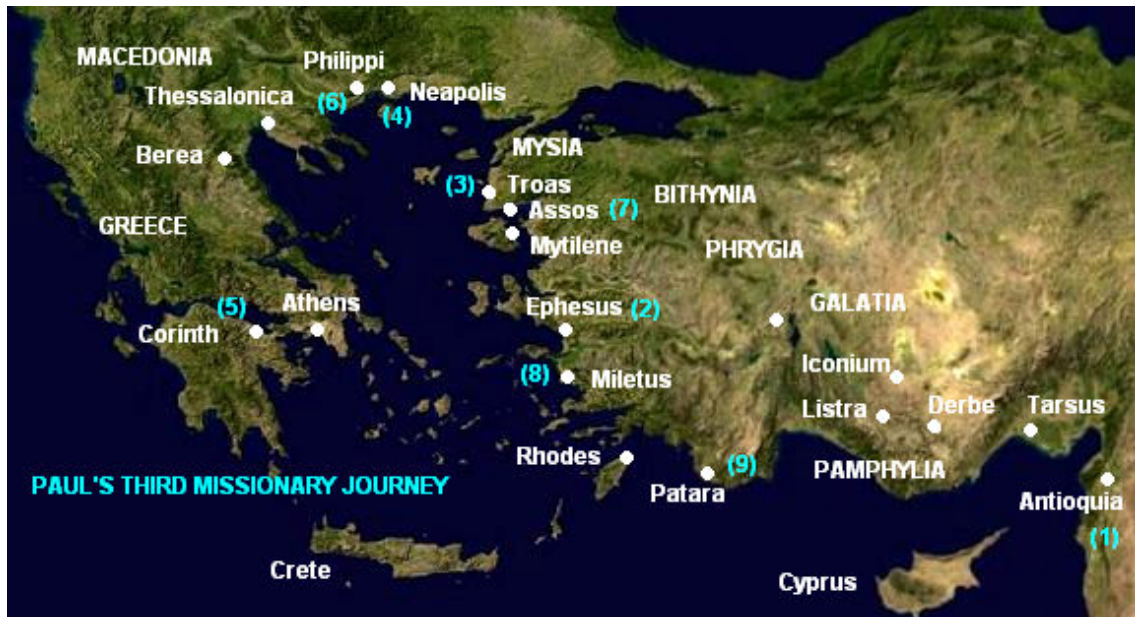 MACEDONIA
Philippi
Thessalonica
(6)
(4)
Neapolis
Berea
MYSIA
(3)
Troas
BITHYNIA
Assos (7)
GREECE
Mytilene
PHRYGIA
(5)
Athens
Ephesus (2)
GALATIA
Corinth
Iconium
(8)
Miletus
Listra
Derbe
Tarsus
Rhodes
(9)
PAMPHYLIA
PAUL'S THIRD MISSIONARY JOURNEY
Patara
Antioquia
(1)
Crete
Cyprus